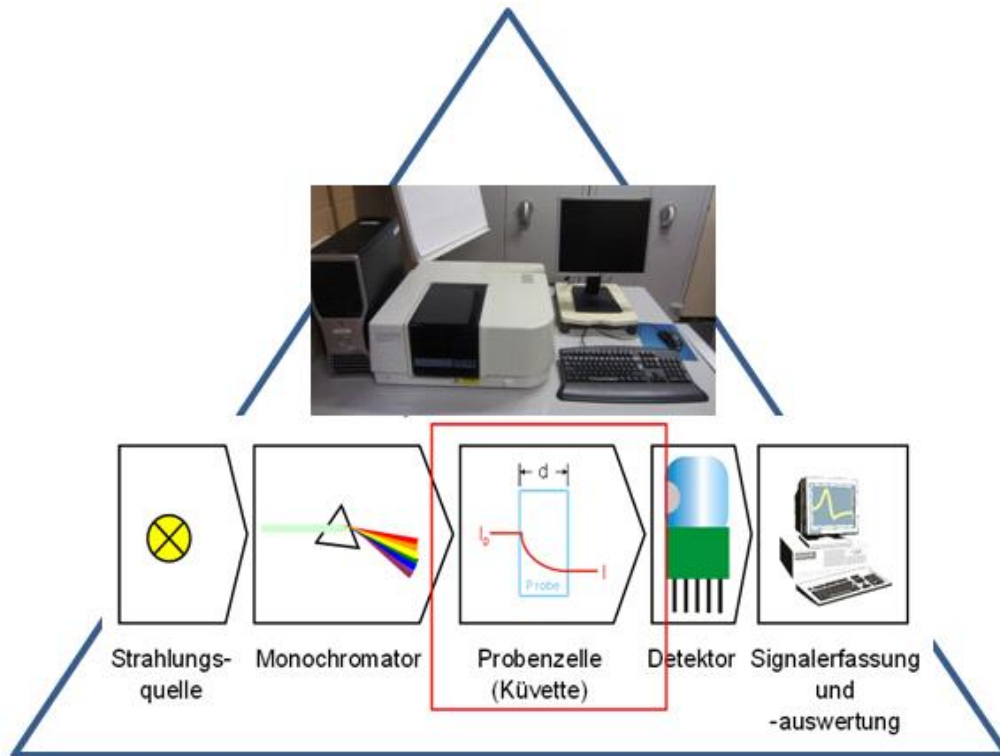 d
I₀
I
Probe
Strahlungs-
quelle
Monochromator
Probenzelle
(Küvette)
Detektor
Signalerfassung
und
-auswertung